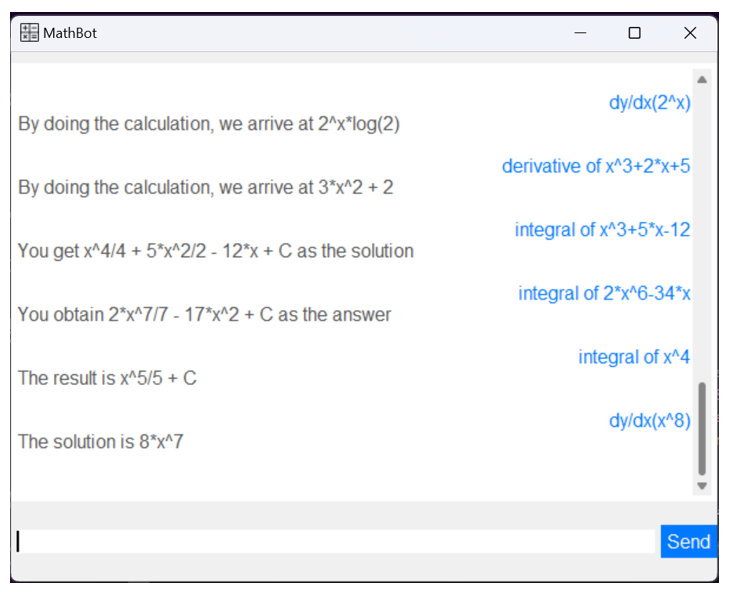 MathBot
dy/dx(2^x)
By doing the calculation, we arrive at 2^x*log(2)
derivative of x^3+2*x+5
By doing the calculation, we arrive at 3*x^2 + 2
integral of x^3+5*x-12
You get x^4/4 + 5*x^2/2 - 12*x + C as the solution
integral of 2*x^6-34*x
You obtain 2*x^7/7 - 17*x^2 + C as the answer
integral of x^4
The result is x^5/5 + C
dy/dx(x^8)
The solution is 8*x^7
Send